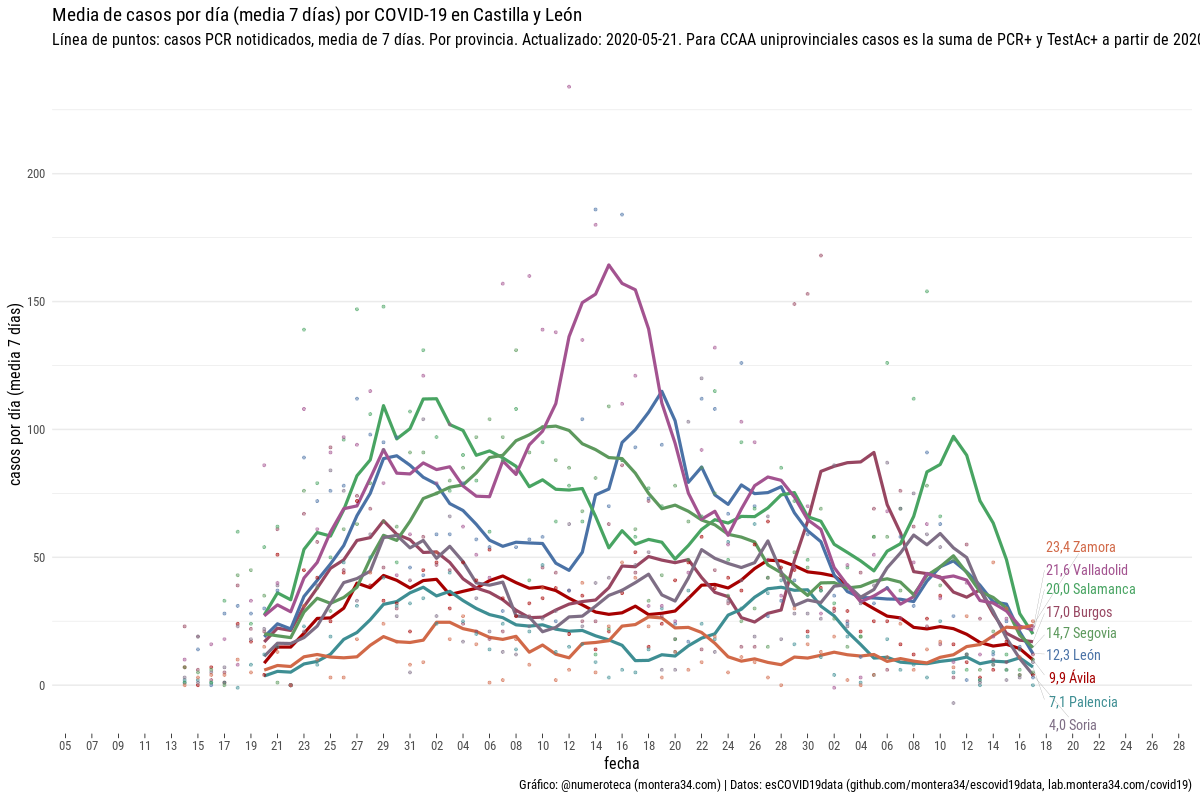 Media de casos por día (media 7 días) por COVID-19 en Castilla y León
Línea de puntos: casos PCR notidicados, media de 7 días. Por provincia. Actualizado: 2020-05-21. Para CCAA uniprovinciales casos es la suma de PCR+ y TestAc+ a partir de 2020
casos por día (media 7 días)
200
150
100
50
0
23,4 Zamora
21,6 Valladolid
20,0 Salamanca
17,0 Burgos
14,7 Segovia
12,3 León
9,9 Ávila
7,1 Palencia
4,0 Soria
05 07 09 11 13 15 17 19 21 23 25 27 29 31 02 04 06 08 10 12 14 16 18 20 22 24 26 28 30 02 04 06 08 10 12 14 16 18 20 22 24 26 28
fecha
Gráfico: @numeroteca (montera34.com) | Datos: esCOVID19data (github.com/montera34/escovid19data, lab.montera34.com/covid19)